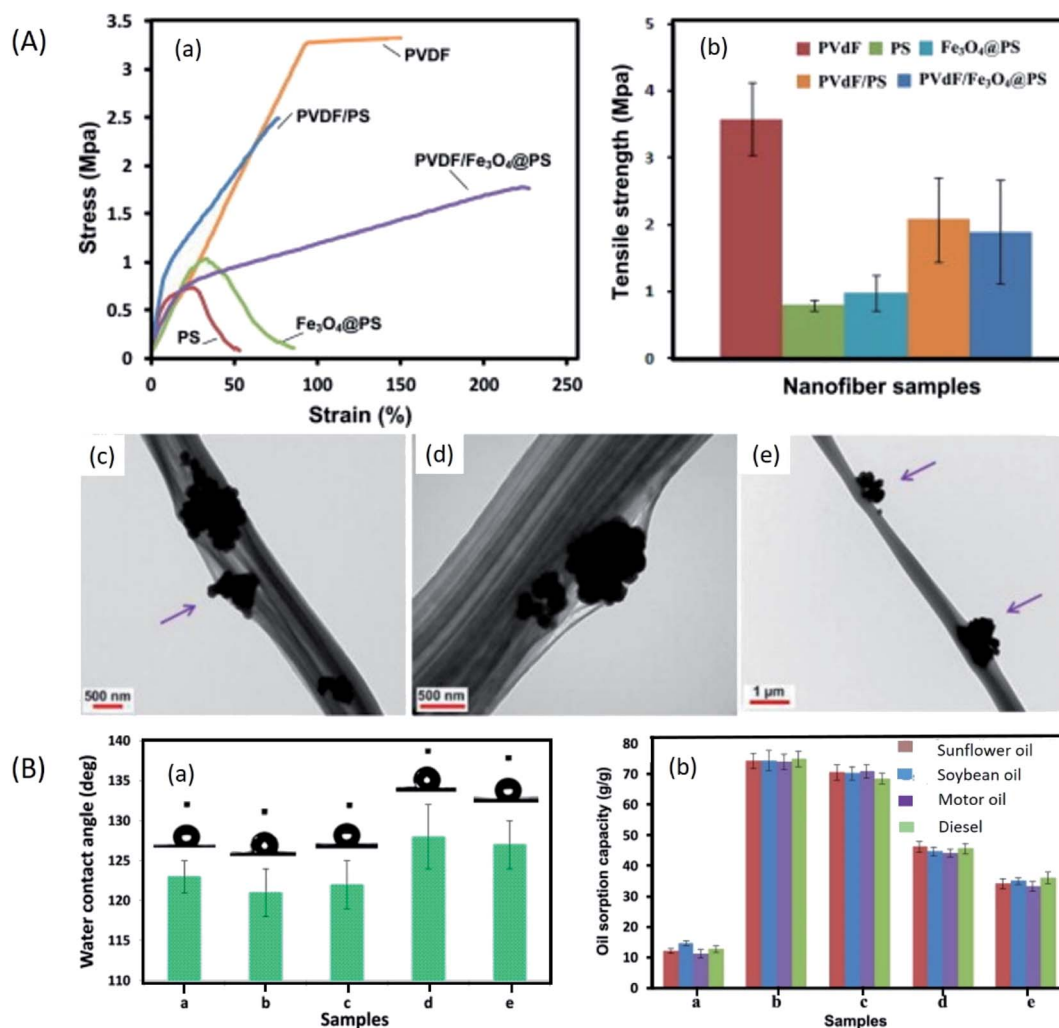 (A)
(a)
3.5
3
2.5
2
1.5
1
0.5
0
Stress (Mpa)
PVDF
PVDF/PS
PVDF/Fe₃O₄@PS
PS
Fe₃O₄@PS
0
50
100
150
200
250
Strain (%)
(b)
5
4
3
2
1
0
Tensile strength (Mpa)
PVdF
PS
Fe₃O₄@PS
PVdF/PS
PVdF/Fe₃O₄@PS
Nanofiber samples
(c)
500 nm
(d)
500 nm
(e)
1 µm
(B)
(a)
140
135
130
125
120
115
110
Water contact angle (deg)
a
b
c
d
e
Samples
(b)
80
70
60
50
40
30
20
10
0
Oil sorption capacity (g/g)
Sunflower oil
Soybean oil
Motor oil
Diesel
a
b
c
d
e
Samples